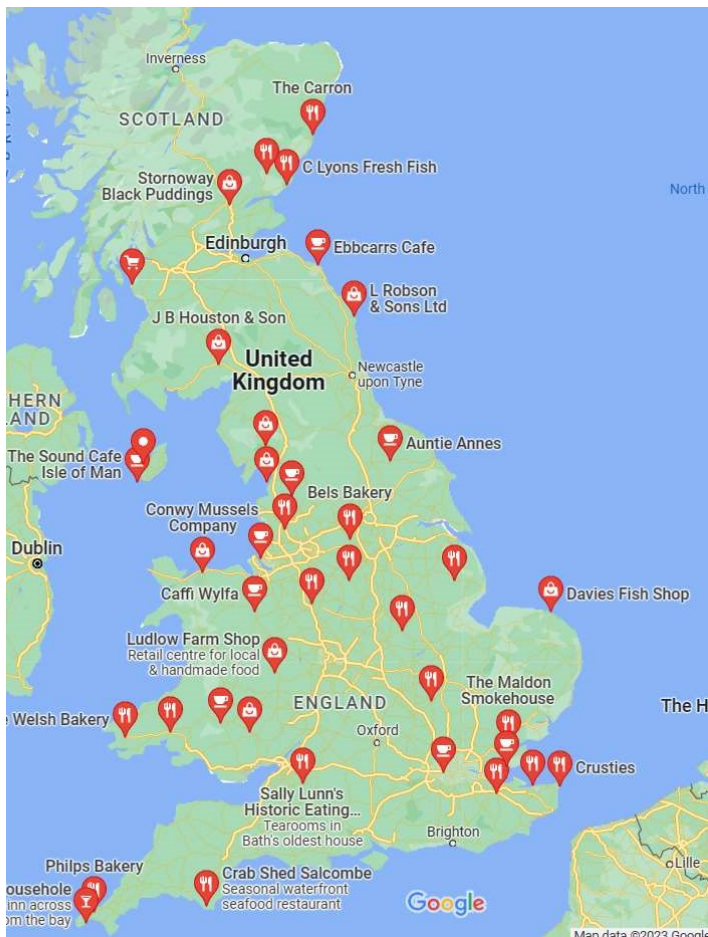 Inverness
The Carron
SCOTLAND
C Lyons Fresh Fish
Stornoway
Black Puddings
North
Edinburgh
Ebbcarrs Cafe
L Robson
& Sons Ltd
J B Houston & Son
United
Kingdom
Newcastle
upon Tyne
HERN
LAND
Auntie Annes
The Sound Cafe
Isle of Man
Bels Bakery
Conwy Mussels
Company
Dublin
Caffi Wylfa
Davies Fish Shop
Ludlow Farm Shop
Retail centre for local
& handmade food
The Maldon
Smokehouse
ENGLAND
The H
e Welsh Bakery
Oxford
Crusties
Sally Lunn's
Historic Eating...
Tearooms in
Bath's oldest house
Brighton
Lille
Philps Bakery
Crab Shed Salcombe
Seasonal waterfront
seafood restaurant
ousehole
inn across
om the bay
Google
Map data ©2023 Google